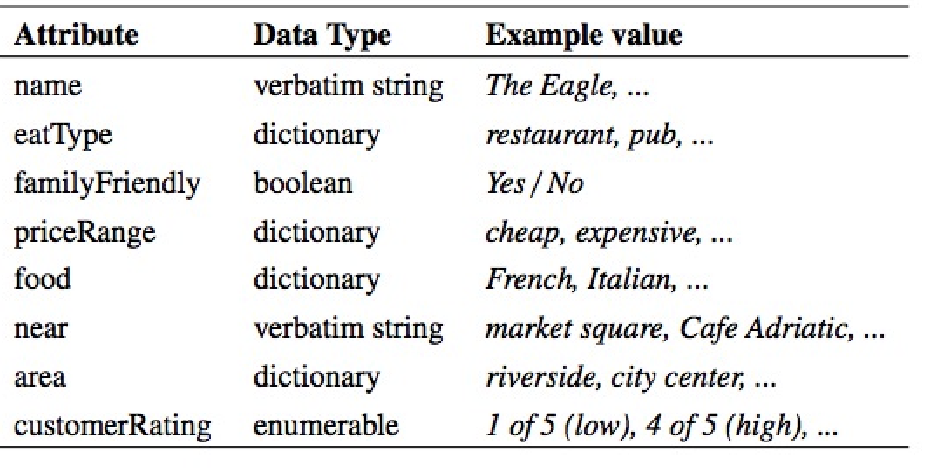 Attribute Data Type Example value
name verbatim string The Eagle, ...
eatType dictionary restaurant, pub, ...
familyFriendly boolean Yes / No
priceRange dictionary cheap, expensive, ...
food dictionary French, Italian, ...
near verbatim string market square, Cafe Adriatic, ...
area dictionary riverside, city center, ...
customerRating enumerable 1 of 5 (low), 4 of 5 (high), ...